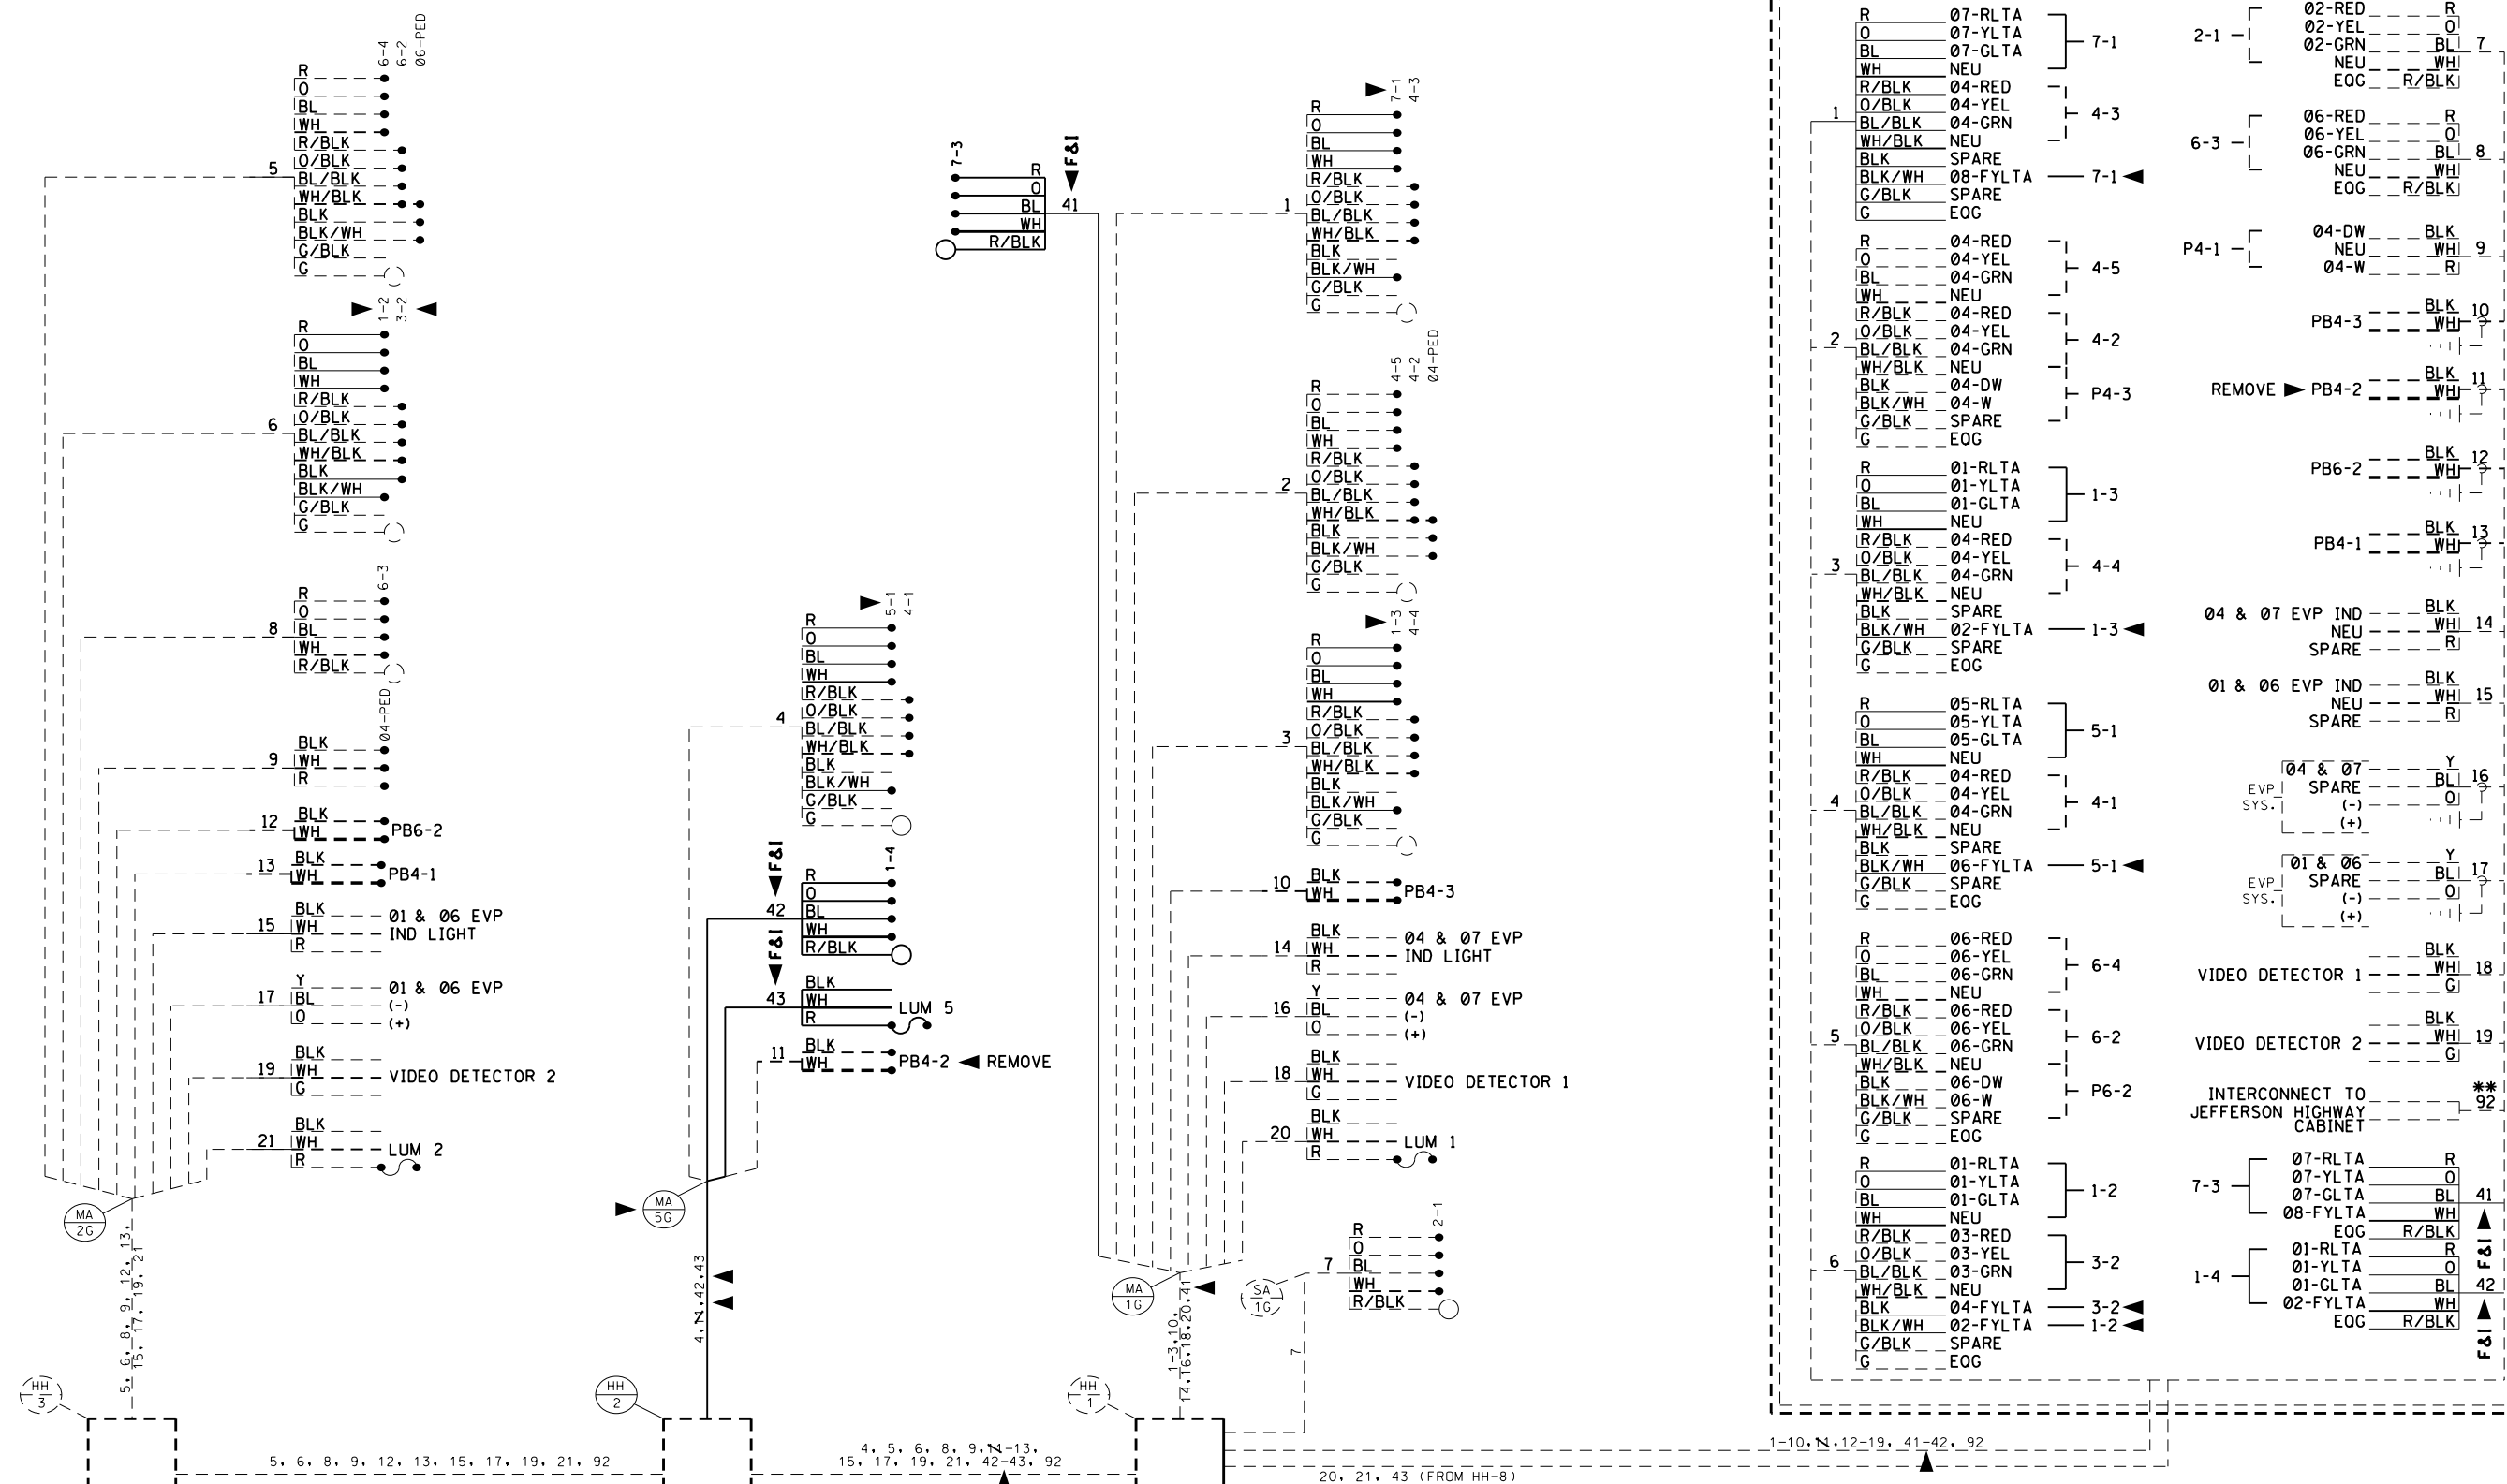 6-4
6-2
06-PED
R
O
BL
WH
R/BLK
O/BLK
5 BL/BLK
WH/BLK
BLK
BLK/WH
G/BLK
G
1-2
3-2
R
O
BL
WH
R/BLK
O/BLK
6 BL/BLK
WH/BLK
BLK
BLK/WH
G/BLK
G
6-3
R
O
8 BL
WH
R/BLK
04-PED
BLK
9 WH
R
BLK
12 WH PB6-2
BLK
13 WH PB4-1
BLK 01 & 06 EVP
15 WH IND LIGHT
R
Y 01 & 06 EVP
17 BL (-)
O (+)
BLK
19 WH VIDEO DETECTOR 2
G
BLK
21 WH LUM 2
R
MA
2G
5, 6, 8, 9, 12, 13,
15, 17, 19, 21
HH
3
5, 6, 8, 9, 12, 13, 15, 17, 19, 21, 92
7-3
F&I
R
O
BL 41
WH
R/BLK
5-1
4-1
R
O
BL
WH
R/BLK
O/BLK
4 BL/BLK
WH/BLK
BLK
BLK/WH
G/BLK
G
F&I
1-4
R
O
42 BL
WH
R/BLK
F&I
BLK
43 WH LUM 5
R
BLK
11 WH PB4-2 REMOVE
MA
5G
4,11,42,43
HH
2
4, 5, 6, 8, 9,11-13,
15, 17, 19, 21, 42-43, 92
7-1
4-3
R
O
BL
WH
R/BLK
1 O/BLK
BL/BLK
WH/BLK
BLK
BLK/WH
G/BLK
G
4-5
4-2
04-PED
R
O
BL
WH
R/BLK
O/BLK
2 BL/BLK
WH/BLK
BLK
BLK/WH
G/BLK
G
1-3
4-4
R
O
BL
WH
R/BLK
O/BLK
3 BL/BLK
WH/BLK
BLK
BLK/WH
G/BLK
G
BLK
10 WH PB4-3
BLK 04 & 07 EVP
14 WH IND LIGHT
R
Y 04 & 07 EVP
16 BL (-)
O (+)
BLK
18 WH VIDEO DETECTOR 1
G
BLK
20 WH LUM 1
R
MA
1G
1-3,10,
14,16,18,20,41
SA
1G
2-1
R
O
7 BL
WH
R/BLK
7
HH
1
1-10,11,12-19, 41-42, 92
20, 21, 43 (FROM HH-8)
R 07-RLTA
O 07-YLTA
BL 07-GLTA 7-1
WH NEU
R/BLK 04-RED
O/BLK 04-YEL
1 BL/BLK 04-GRN 4-3
WH/BLK NEU
BLK SPARE
BLK/WH 08-FYLTA 7-1
G/BLK SPARE
G EQG
R 04-RED
O 04-YEL
BL 04-GRN 4-5
WH NEU
R/BLK 04-RED
O/BLK 04-YEL
2 BL/BLK 04-GRN 4-2
WH/BLK NEU
BLK 04-DW
BLK/WH 04-W P4-3
G/BLK SPARE
G EQG
R 01-RLTA
O 01-YLTA
BL 01-GLTA 1-3
WH NEU
R/BLK 04-RED
O/BLK 04-YEL
3 BL/BLK 04-GRN 4-4
WH/BLK NEU
BLK SPARE
BLK/WH 02-FYLTA 1-3
G/BLK SPARE
G EQG
R 05-RLTA
O 05-YLTA
BL 05-GLTA 5-1
WH NEU
R/BLK 04-RED
O/BLK 04-YEL
4 BL/BLK 04-GRN 4-1
WH/BLK NEU
BLK SPARE
BLK/WH 06-FYLTA 5-1
G/BLK SPARE
G EQG
R 06-RED
O 06-YEL
BL 06-GRN 6-4
WH NEU
R/BLK 06-RED
O/BLK 06-YEL
5 BL/BLK 06-GRN 6-2
WH/BLK NEU
BLK 06-DW
BLK/WH 06-W P6-2
G/BLK SPARE
G EQG
R 01-RLTA
O 01-YLTA
BL 01-GLTA 1-2
WH NEU
R/BLK 03-RED
O/BLK 03-YEL
6 BL/BLK 03-GRN 3-2
WH/BLK NEU
BLK 04-FYLTA 3-2
BLK/WH 02-FYLTA 1-2
G/BLK SPARE
G EQG
02-RED R
02-YEL O
2-1 02-GRN BL 7
NEU WH
EQG R/BLK
06-RED R
06-YEL O
6-3 06-GRN BL 8
NEU WH
EQG R/BLK
04-DW BLK
P4-1 NEU WH 9
04-W R
BLK
PB4-3 WH 10
BLK
REMOVE PB4-2 WH 11
BLK
PB6-2 WH 12
BLK
PB4-1 WH 13
04 & 07 EVP IND BLK
NEU WH 14
SPARE R
01 & 06 EVP IND BLK
NEU WH 15
SPARE R
04 & 07 Y
EVP SYS. SPARE BL 16
(-) O
(+)
01 & 06 Y
EVP SYS. SPARE BL 17
(-) O
(+)
BLK
VIDEO DETECTOR 1 WH 18
G
BLK
VIDEO DETECTOR 2 WH 19
G
INTERCONNECT TO **
JEFFERSON HIGHWAY 92
CABINET
07-RLTA R
07-YLTA O
7-3 07-GLTA BL 41
08-FYLTA WH
EQG R/BLK
F&I
01-RLTA R
01-YLTA O
1-4 01-GLTA BL 42
02-FYLTA WH
EQG R/BLK
F&I